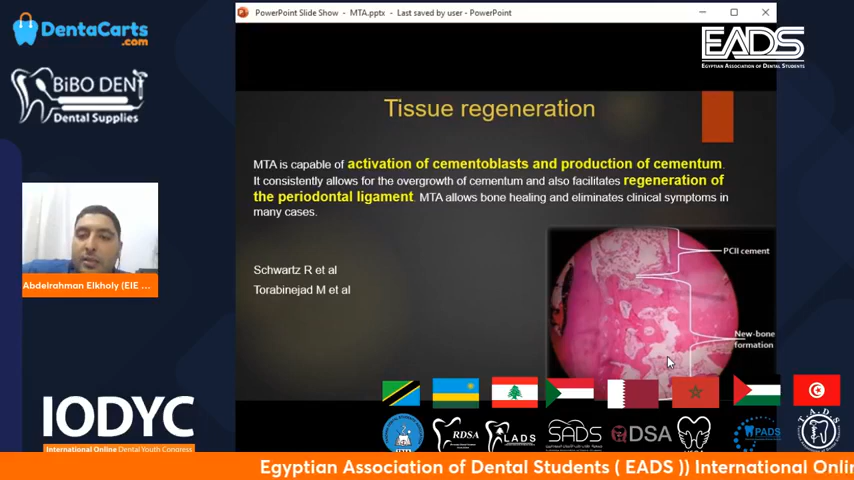 PowerPoint Slide Show - MTA.pptx - Last saved by user - PowerPoint
DentaCarts
.com
EADS
EGYPTIAN ASSOCIATION OF DENTAL STUDENTS
BiBO DENT
Dental Supplies
Tissue regeneration
MTA is capable of activation of cementoblasts and production of cementum.
It consistently allows for the overgrowth of cementum and also facilitates regeneration of
the periodontal ligament. MTA allows bone healing and eliminates clinical symptoms in
many cases.
PCII cement
Schwartz R et al
Torabinejad M et al
Abdelrahman Elkholy (EIE ...
New-bone
formation
IODYC
International Online Dental Youth Congress
RDSA
LADS
SADS
QDSA
PADS
Egyptian Association of Dental Students ( EADS )) International Onlin